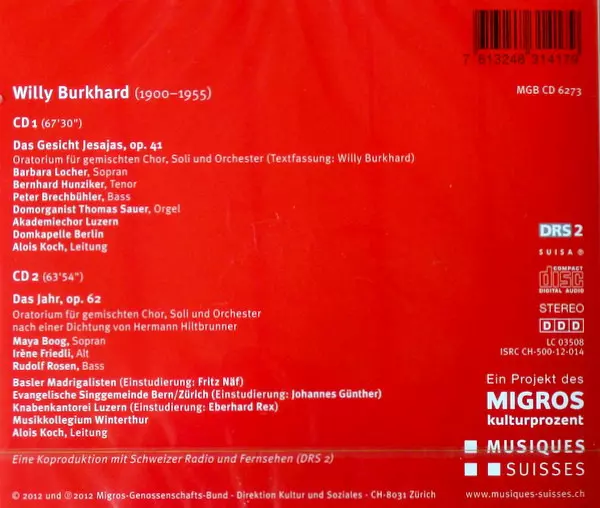 7 613248 314178
Willy Burkhard (1900–1955)
MGB CD 6273
CD 1 (67'30")
Das Gesicht Jesajas, op. 41
Oratorium für gemischten Chor, Soli und Orchester (Textfassung: Willy Burkhard)
Barbara Locher, Sopran
Bernhard Hunziker, Tenor
Peter Brechbühler, Bass
Domorganist Thomas Sauer, Orgel
Akademiechor Luzern
Domkapelle Berlin
Alois Koch, Leitung
DRS 2
SUISA ®
COMPACT
disc
DIGITAL AUDIO
STEREO
DDD
LC 03508
ISRC CH-500-12-014
CD 2 (63'54")
Das Jahr, op. 62
Oratorium für gemischten Chor, Soli und Orchester
nach einer Dichtung von Hermann Hiltbrunner
Maya Boog, Sopran
Irène Friedli, Alt
Rudolf Rosen, Bass
Basler Madrigalisten (Einstudierung: Fritz Näf)
Evangelische Singgemeinde Bern/Zürich (Einstudierung: Johannes Günther)
Knabenkantorei Luzern (Einstudierung: Eberhard Rex)
Musikkollegium Winterthur
Alois Koch, Leitung
Ein Projekt des
MIGROS
kulturprozent
MUSIQUES
SUISSES
Eine Koproduktion mit Schweizer Radio und Fernsehen (DRS 2)
© 2012 und ℗ 2012 Migros-Genossenschafts-Bund - Direktion Kultur und Soziales - CH-8031 Zürich
www.musiques-suisses.ch